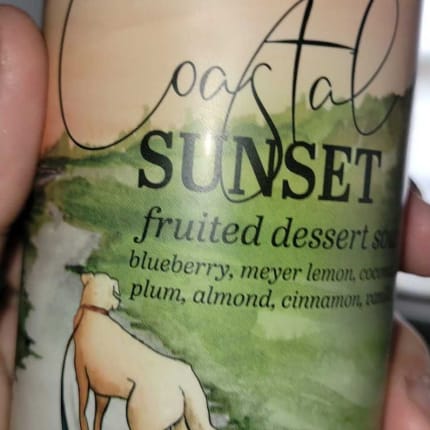 Coastal
SUNSET
fruited dessert
blueberry, meyer lemon,
plum, almond, cinnamon,